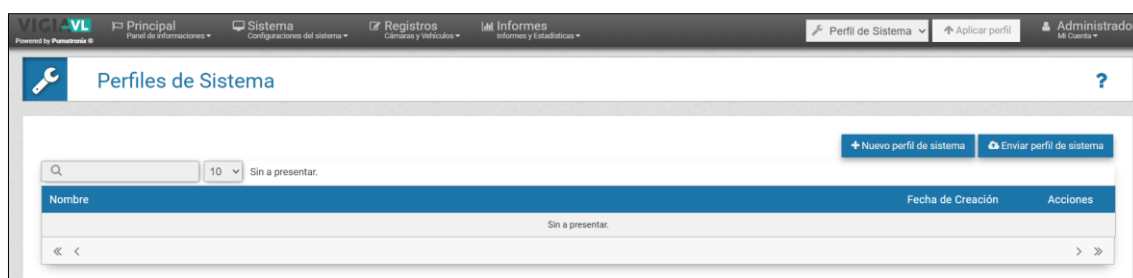 VIGIA-VL
Powered by Pumatronix ®
Principal
Panel de informaciones
Sistema
Configuraciones del sistema
Registros
Cámaras y Vehículos
Informes
Informes y Estadísticas
Perfil de Sistema
Aplicar perfil
Administrado
Mi Cuenta
Perfiles de Sistema
?
+ Nuevo perfil de sistema
Enviar perfil de sistema
10
Sin a presentar.
Nombre
Fecha de Creación
Acciones
Sin a presentar.
« <
> »